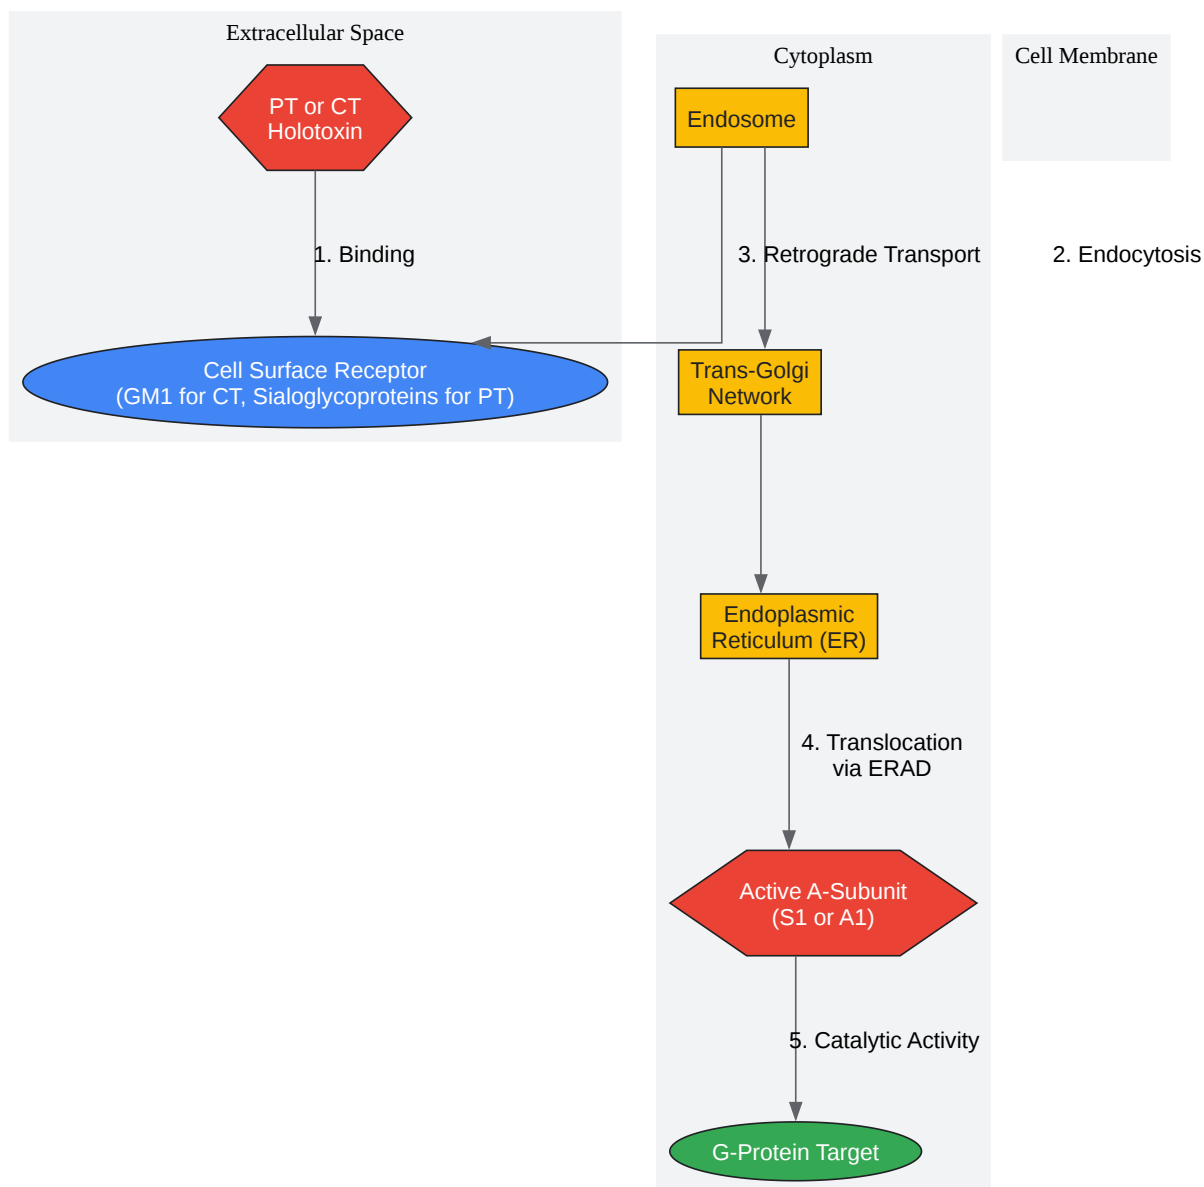 Extracellular Space
PT or CT
Holotoxin
1. Binding
Cell Surface Receptor
(GM1 for CT, Sialoglycoproteins for PT)
Cytoplasm
Endosome
3. Retrograde Transport
Trans-Golgi
Network
Endoplasmic
Reticulum (ER)
4. Translocation
via ERAD
Active A-Subunit
(S1 or A1)
5. Catalytic Activity
G-Protein Target
Cell Membrane
2. Endocytosis